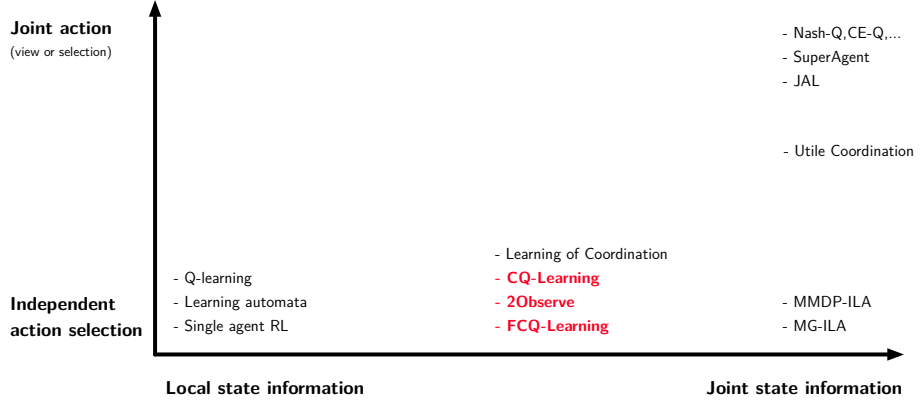 Joint action
(view or selection)
- Nash-Q,CE-Q,...
- SuperAgent
- JAL
- Utile Coordination
- Learning of Coordination
- Q-learning
- CQ-Learning
Independent
- Learning automata
- 2Observe
- MMDP-ILA
action selection
- Single agent RL
- FCQ-Learning
- MG-ILA
Local state information
Joint state information